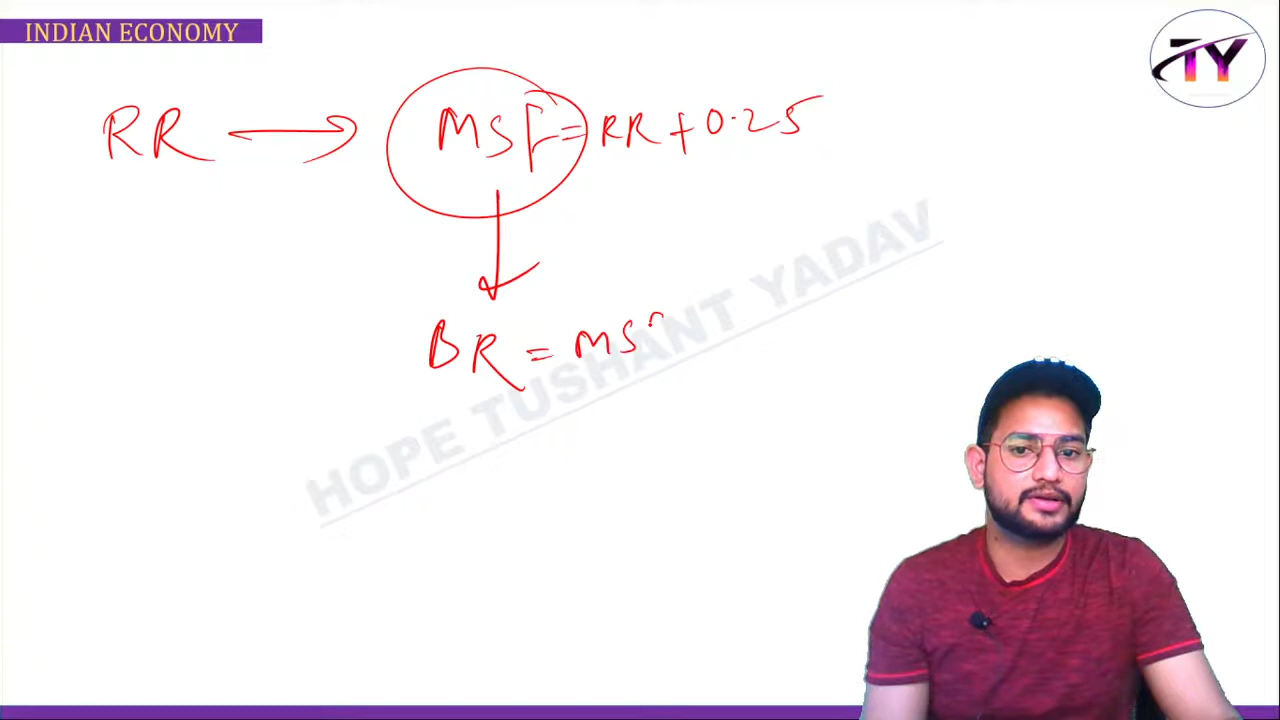 INDIAN ECONOMY
TY
RR → MSF = RR + 0.25
BR = MS
HOPE TUSHANT YADAV